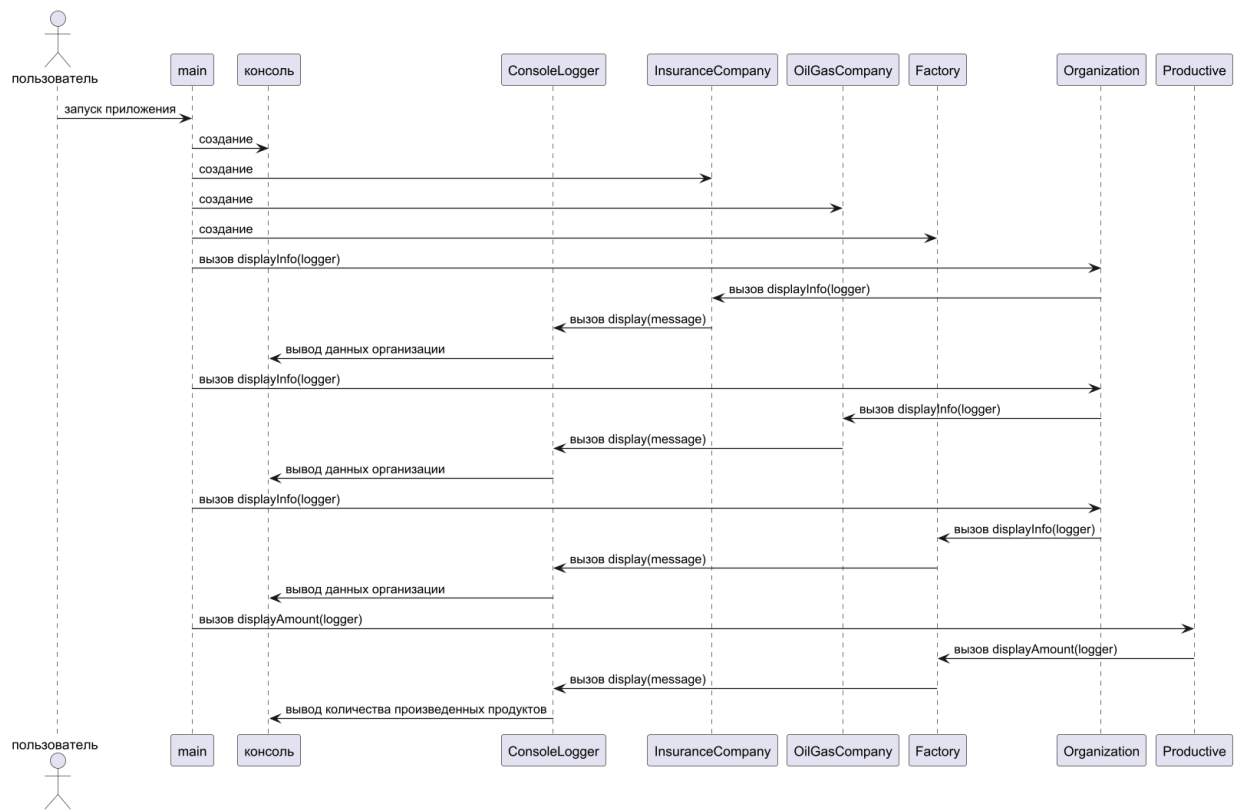 пользователь
main
консоль
ConsoleLogger
InsuranceCompany
OilGasCompany
Factory
Organization
Productive
запуск приложения
создание
создание
создание
создание
вызов displayInfo(logger)
вызов displayInfo(logger)
вызов display(message)
вывод данных организации
вызов displayInfo(logger)
вызов displayInfo(logger)
вызов display(message)
вывод данных организации
вызов displayInfo(logger)
вызов displayInfo(logger)
вызов display(message)
вывод данных организации
вызов displayAmount(logger)
вызов displayAmount(logger)
вызов display(message)
вывод количества произведенных продуктов
пользователь
main
консоль
ConsoleLogger
InsuranceCompany
OilGasCompany
Factory
Organization
Productive